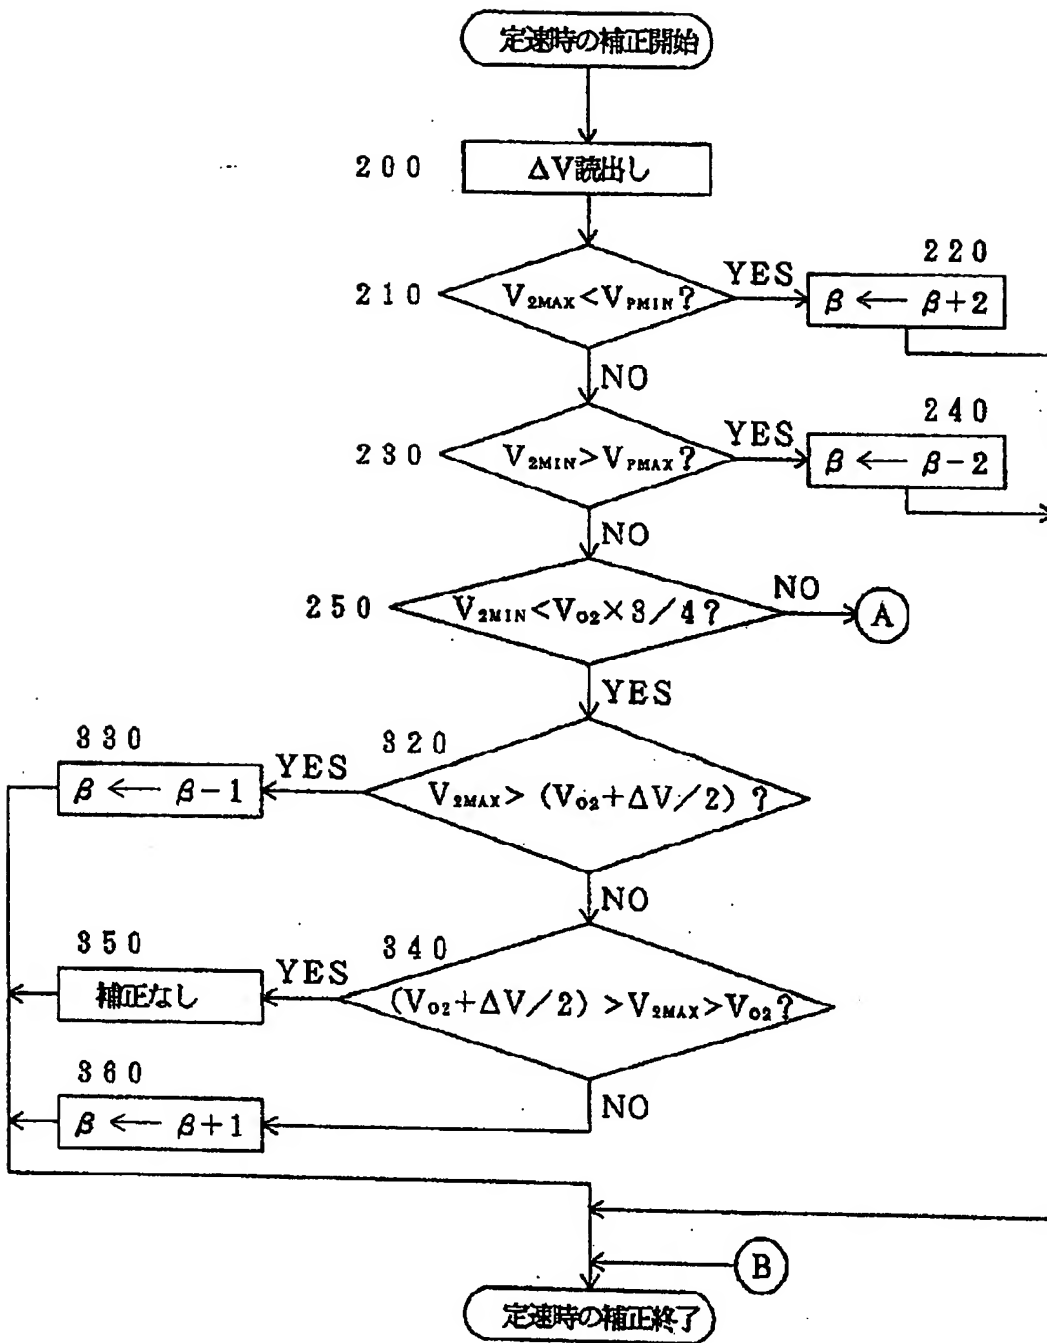 定速時の補正開始
200
ΔV読出し
210
V2MAX<VPMIN?
YES
220
β ← β+2
NO
230
V2MIN>VPMAX?
YES
240
β ← β-2
NO
250
V2MIN<VO2×3/4?
NO
A
YES
320
V2MAX> (VO2+ΔV/2) ?
YES
330
β ← β-1
NO
340
(VO2+ΔV/2) >V2MAX>VO2?
YES
350
補正なし
NO
360
β ← β+1
B
定速時の補正終了